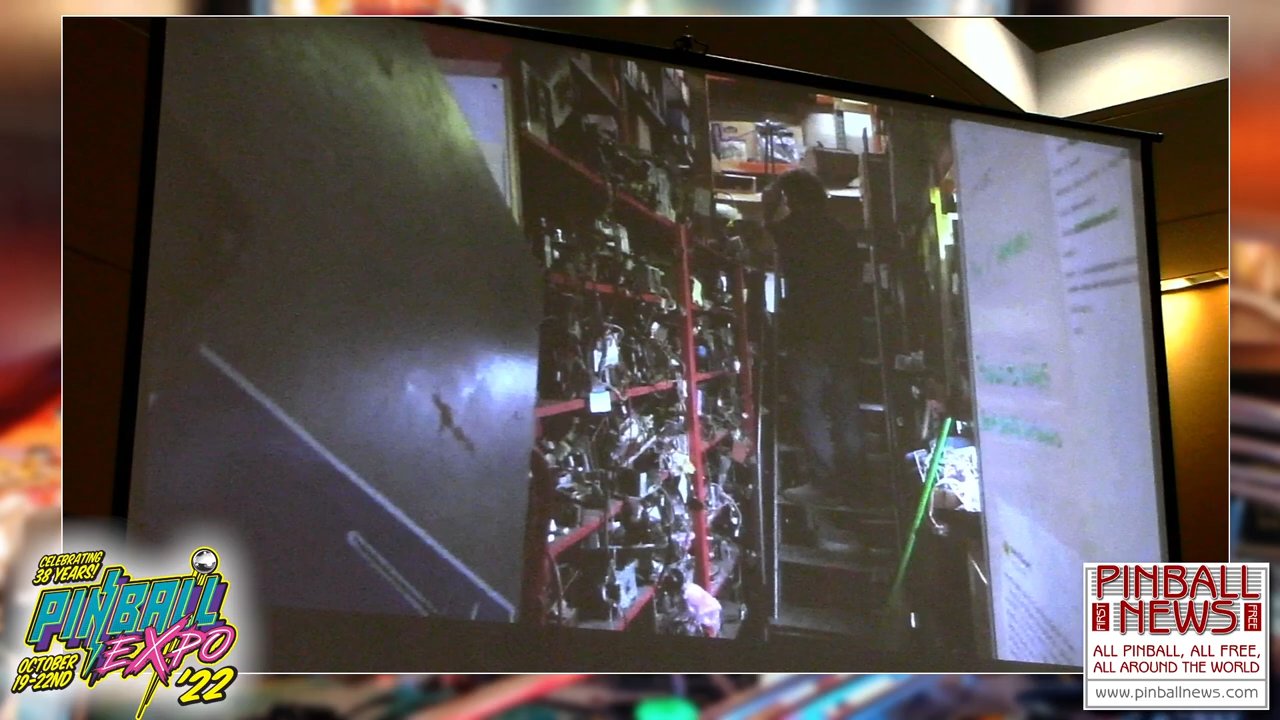 CELEBRATING
38 YEARS!
PINBALL
EXPO
OCTOBER
19-22ND
'22
PINBALL
FIRST NEWS FREE
ALL PINBALL, ALL FREE,
ALL AROUND THE WORLD
www.pinballnews.com